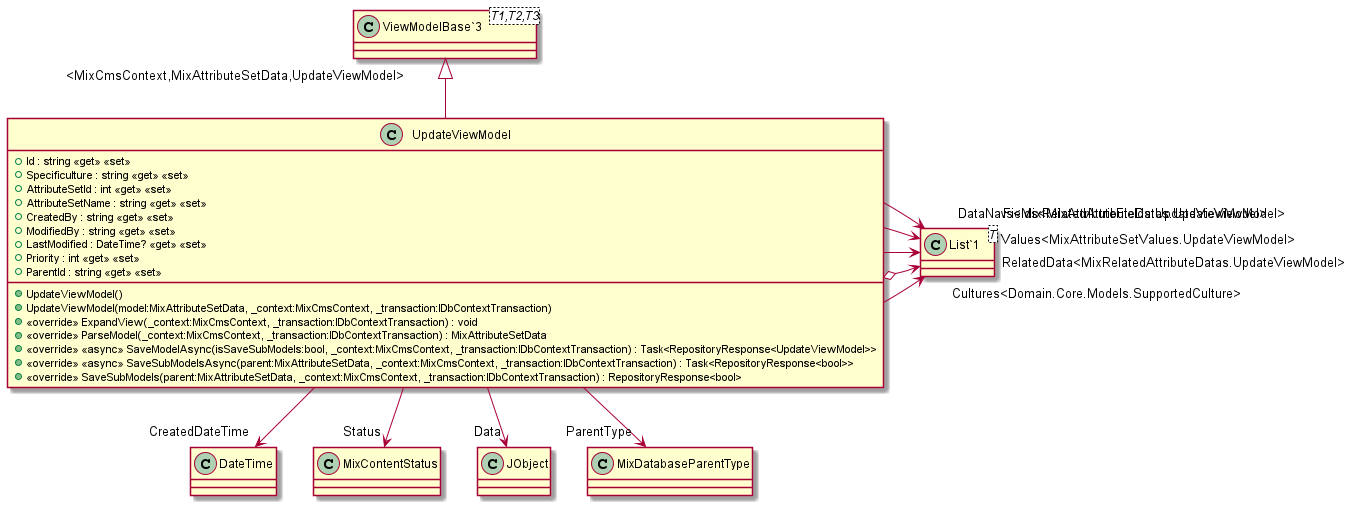 T1,T2,T3
C ViewModelBase`3
<MixCmsContext,MixAttributeSetData,UpdateViewModel>
C UpdateViewModel
Id : string «get» «set»
Specificulture : string «get» «set»
AttributeSetId : int «get» «set»
AttributeSetName : string «get» «set»
CreatedBy : string «get» «set»
ModifiedBy : string «get» «set»
LastModified : DateTime? «get» «set»
Priority : int «get» «set»
ParentId : string «get» «set»
UpdateViewModel()
UpdateViewModel(model:MixAttributeSetData, _context:MixCmsContext, _transaction:IDbContextTransaction)
«override» ExpandView(_context:MixCmsContext, _transaction:IDbContextTransaction) : void
«override» ParseModel(_context:MixCmsContext, _transaction:IDbContextTransaction) : MixAttributeSetData
«override» «async» SaveModelAsync(isSaveSubModels:bool, _context:MixCmsContext, _transaction:IDbContextTransaction) : Task<RepositoryResponse<UpdateViewModel>>
«override» «async» SaveSubModelsAsync(parent:MixAttributeSetData, _context:MixCmsContext, _transaction:IDbContextTransaction) : Task<RepositoryResponse<bool>>
«override» SaveSubModels(parent:MixAttributeSetData, _context:MixCmsContext, _transaction:IDbContextTransaction) : RepositoryResponse<bool>
T
C List`1
Values<MixAttributeSetValues.UpdateViewModel>
RelatedData<MixRelatedAttributeDatas.UpdateViewModel>
Cultures<Domain.Core.Models.SupportedCulture>
CreatedDateTime
Status
Data
ParentType
C DateTime
C MixContentStatus
C JObject
C MixDatabaseParentType